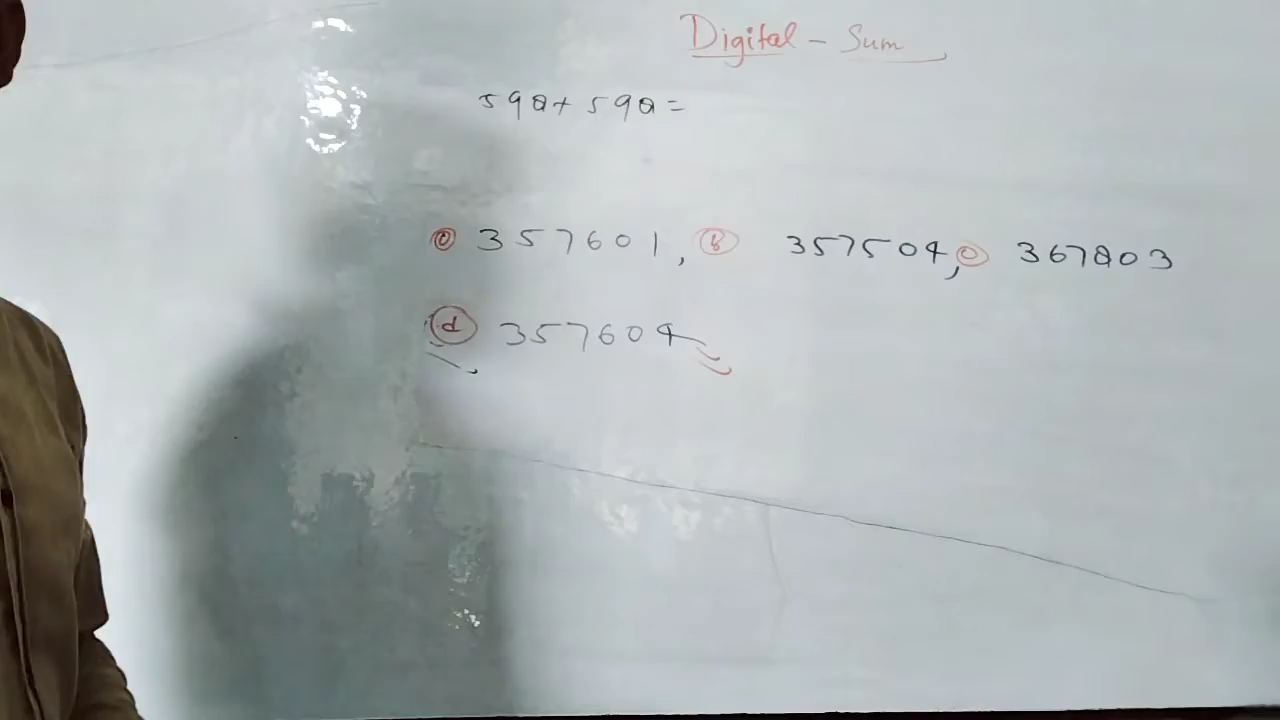 Digital - Sum
598 + 598 =
(a) 357601, (b) 357504, (c) 367803
(d) 357604